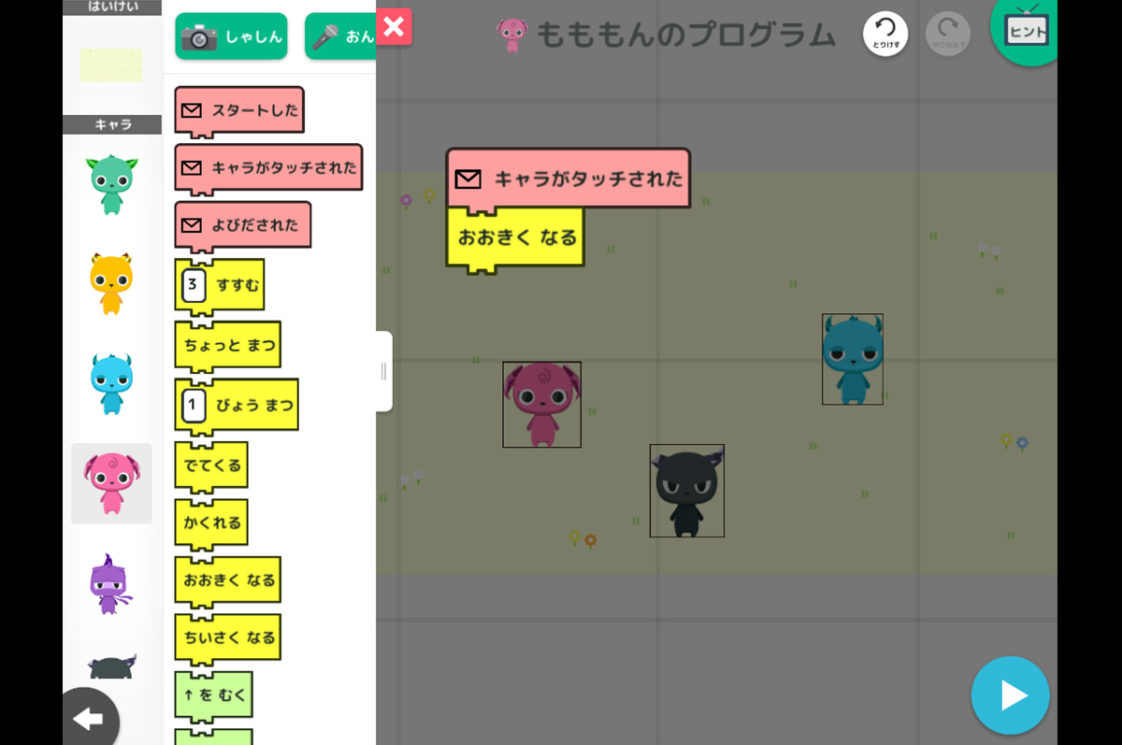 はいけい
キャラ
しゃしん
おん
スタートした
キャラがタッチされた
よびだされた
3 すすむ
ちょっと まつ
1 びょう まつ
でてくる
かくれる
おおきく なる
ちいさく なる
↑ を むく
もももんのプログラム
とりけす
やりなおす
ヒント
キャラがタッチされた
おおきく なる